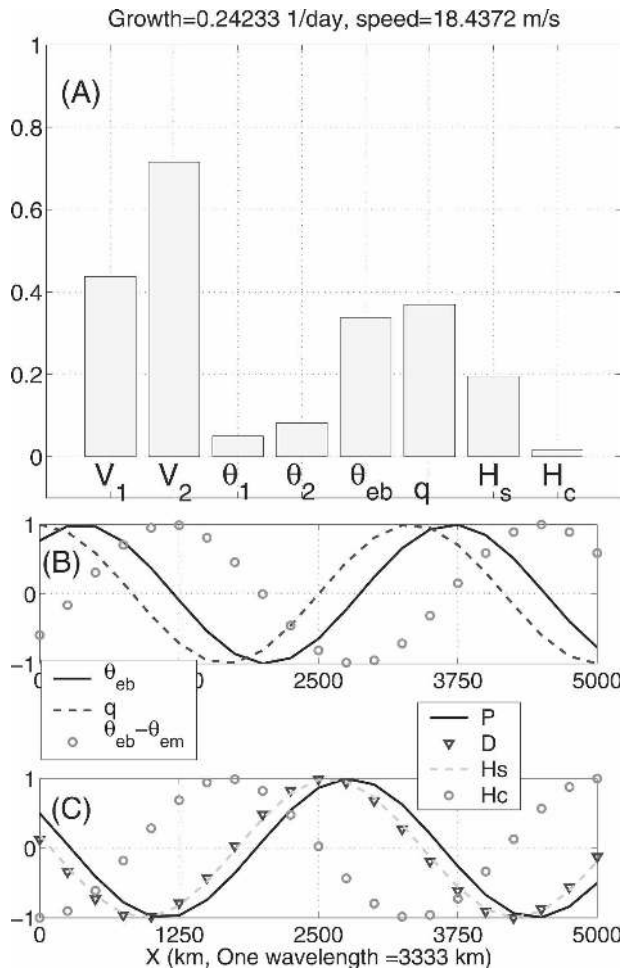 Growth=0.24233 1/day, speed=18.4372 m/s
1
(A)
0.8
0.6
0.4
0.2
0
V₁ V₂ θ₁ θ₂ θeb q Hs Hc
1
(B)
0
−1
0 2500 3750 5000
θeb
q
θeb−θem
P
D
Hs
Hc
1
(C)
0
−1
0 1250 2500 3750 5000
X (km, One wavelength =3333 km)